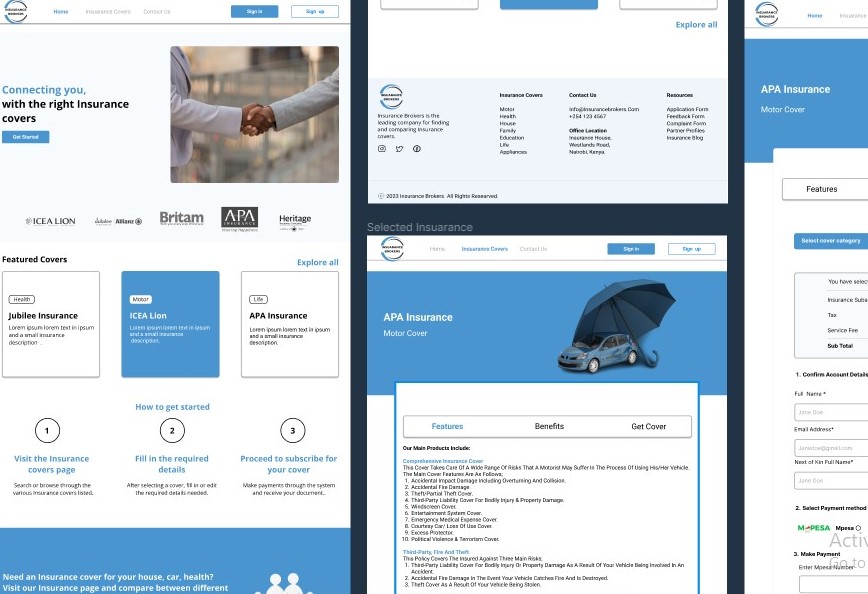 INSUARANCE
BROKERS
Home
Insuarance Covers
Contact Us
Sign in
Sign up
Connecting you,
with the right Insurance
covers
Get Started
ICEA LION
Jubilee Allianz
Britam
APA
INSURANCE
Insuring Happiness
Heritage
Featured Covers
Explore all
Health
Jubilee Insurance
Lorem ipsum lorem text in ipsum
and a small insurance
description ..
Motor
ICEA Lion
Lorem ipsum lorem text in ipsum
and a small insurance
description.
Life
APA Insurance
Lorem ipsum lorem text in ipsum
and a small insurance
description.
How to get started
1
Visit the Insurance
covers page
Search or browse through the
various Insurance covers listed.
2
Fill in the required
details
After selecting a cover, fill in or edit
the required details needed.
3
Proceed to subscribe for
your cover
Make payments through the system
and receive your document..
Need an Insurance cover for your house, car, health?
Visit our Insurance page and compare between different
Explore all
INSUARANCE
BROKERS
Insurance Brokers is the
leading company for finding
and comparing Insurance
covers.
Insurance Covers
Motor
Health
House
Family
Education
Life
Appliances
Contact Us
Info@Insurancebrokers.Com
+254 123 4567
Office Location
Insurance House,
Westlands Road,
Nairobi, Kenya.
Resources
Application Form
Feedback Form
Complaint Form
Partner Profiles
Insurance Blog
© 2023 Insurance Brokers. All Rights Researved.
Selected Insuarance
INSUARANCE
BROKERS
Home
Insuarance Covers
Contact Us
Sign in
Sign up
APA Insurance
Motor Cover
Features
Benefits
Get Cover
Our Main Products Include:
Comprehensive Insurance Cover
This Cover Takes Care Of A Wide Range Of Risks That A Motorist May Suffer In The Process Of Using His/Her Vehicle.
The Main Cover Features Are As Follows;
1. Accidental Impact Damage Including Overturning And Collision.
2. Accidental Fire Damage.
3. Theft/Partial Theft Cover.
4. Third-Party Liability Cover For Bodily Injury & Property Damage.
5. Windscreen Cover.
6. Entertainment System Cover.
7. Emergency Medical Expense Cover.
8. Courtesy Car/ Loss Of Use Cover.
9. Excess Protector.
10. Political Violence & Terrorism Cover.
Third-Party, Fire And Theft
This Policy Covers The Insured Against Three Main Risks;
1. Third-Party Liability Cover For Bodily Injury Or Property Damage As A Result Of Your Vehicle Being Involved In An
Accident.
2. Accidental Fire Damage In The Event Your Vehicle Catches Fire And Is Destroyed.
3. Theft Cover As A Result Of Your Vehicle Being Stolen.
INSUARANCE
BROKERS
Home
Insuarance
APA Insurance
Motor Cover
Features
Select cover category
You have select
Insurance Subs
Tax
Service Fee
Sub Total
1. Confirm Account Details
Full Name *
Jane Doe
Email Address*
Janedoe@gmail.com
Next of Kin Full Name*
Jane Doe
2. Select Payment method
M-PESA
Mpesa
Activ
3. Make Payment
Go to
Enter Mpesa Number